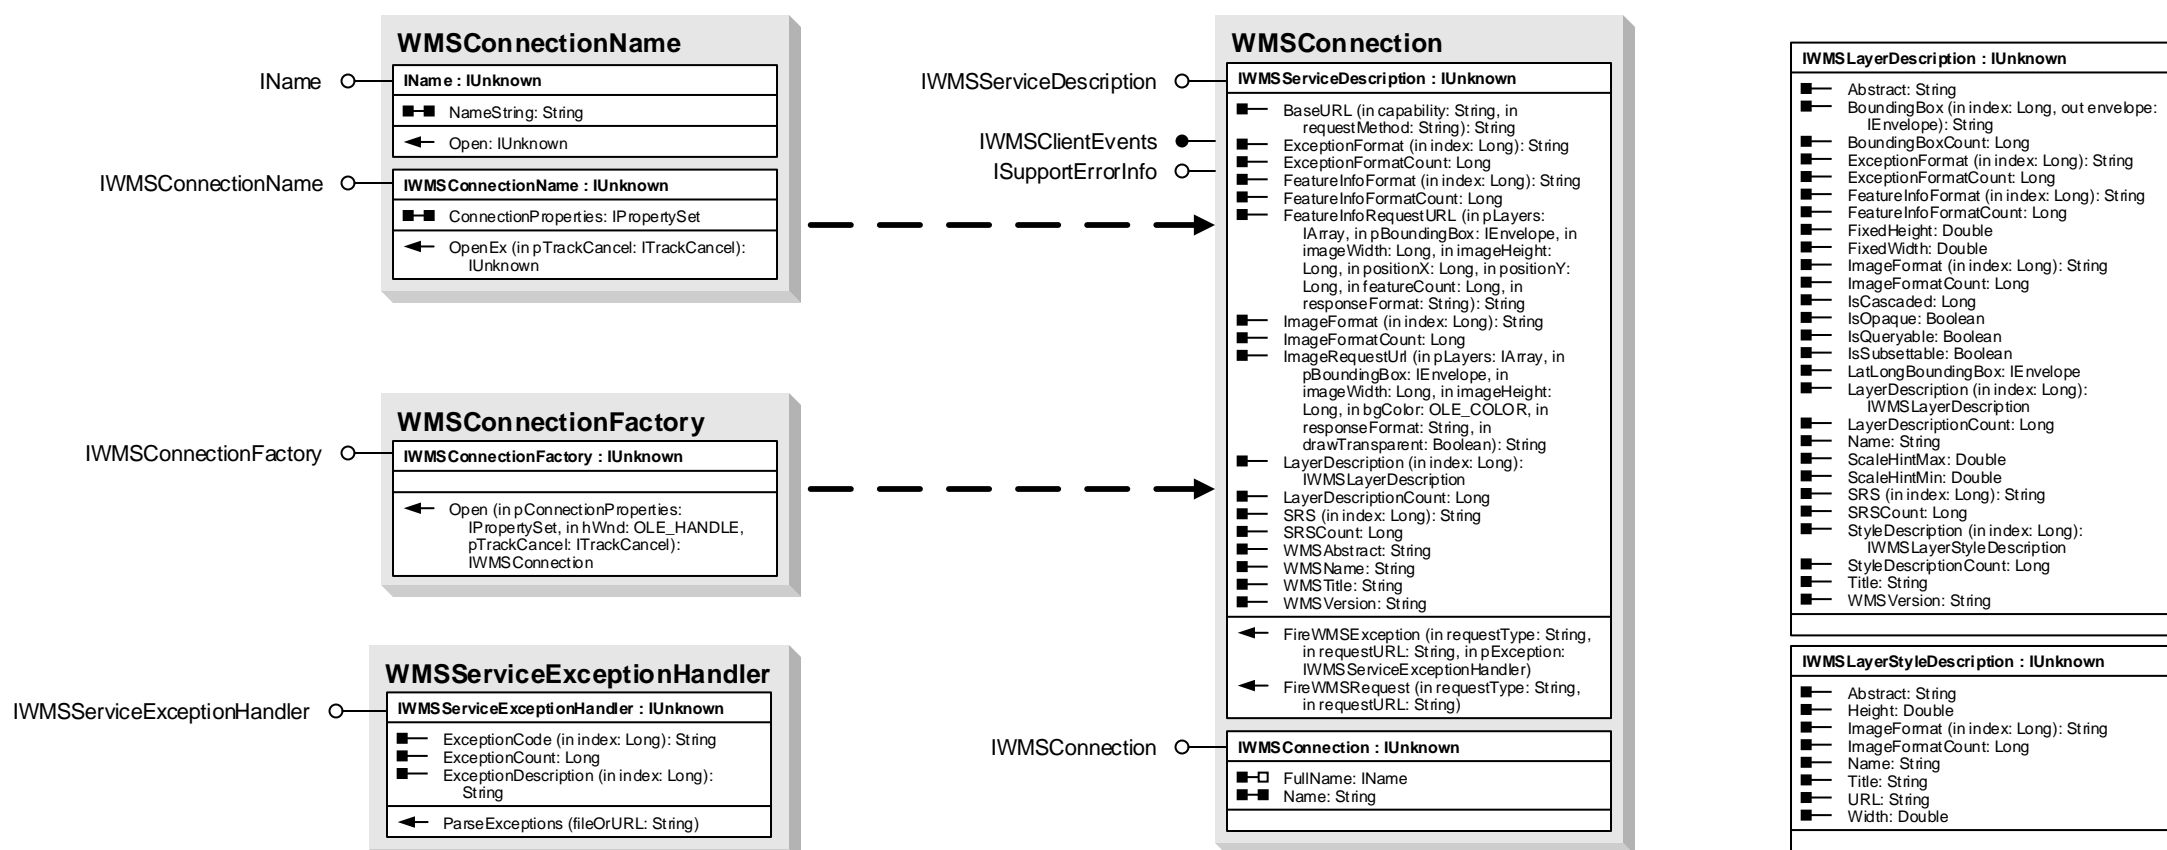 WMSConnectionName
IName
IName : IUnknown
NameString: String
Open: IUnknown
IWMSConnectionName
IWMSConnectionName : IUnknown
ConnectionProperties: IPropertySet
OpenEx (in pTrackCancel: ITrackCancel):
IUnknown
WMSConnectionFactory
IWMSConnectionFactory
IWMSConnectionFactory : IUnknown
Open (in pConnectionProperties:
IPropertySet, in hWnd: OLE_HANDLE,
pTrackCancel: ITrackCancel):
IWMSConnection
WMSServiceExceptionHandler
IWMSServiceExceptionHandler
IWMSServiceExceptionHandler : IUnknown
ExceptionCode (in index: Long): String
ExceptionCount: Long
ExceptionDescription (in index: Long):
String
ParseExceptions (fileOrURL: String)
WMSConnection
IWMSServiceDescription
IWMSClientEvents
ISupportErrorInfo
IWMSServiceDescription : IUnknown
BaseURL (in capability: String, in
requestMethod: String): String
ExceptionFormat (in index: Long): String
ExceptionFormatCount: Long
FeatureInfoFormat (in index: Long): String
FeatureInfoFormatCount: Long
FeatureInfoRequestURL (in pLayers:
IArray, in pBoundingBox: IEnvelope, in
imageWidth: Long, in imageHeight:
Long, in positionX: Long, in positionY:
Long, in featureCount: Long, in
responseFormat: String): String
ImageFormat (in index: Long): String
ImageFormatCount: Long
ImageRequestUrl (in pLayers: IArray, in
pBoundingBox: IEnvelope, in
imageWidth: Long, in imageHeight:
Long, in bgColor: OLE_COLOR, in
responseFormat: String, in
drawTransparent: Boolean): String
LayerDescription (in index: Long):
IWMSLayerDescription
LayerDescriptionCount: Long
SRS (in index: Long): String
SRSCount: Long
WMSAbstract: String
WMSName: String
WMSTitle: String
WMSVersion: String
FireWMSException (in requestType: String,
in requestURL: String, in pException:
IWMSServiceExceptionHandler)
FireWMSRequest (in requestType: String,
in requestURL: String)
IWMSConnection
IWMSConnection : IUnknown
FullName: IName
Name: String
IWMSLayerDescription : IUnknown
Abstract: String
BoundingBox (in index: Long, out envelope:
IEnvelope): String
BoundingBoxCount: Long
ExceptionFormat (in index: Long): String
ExceptionFormatCount: Long
FeatureInfoFormat (in index: Long): String
FeatureInfoFormatCount: Long
FixedHeight: Double
FixedWidth: Double
ImageFormat (in index: Long): String
ImageFormatCount: Long
IsCascaded: Long
IsOpaque: Boolean
IsQueryable: Boolean
IsSubsettable: Boolean
LatLongBoundingBox: IEnvelope
LayerDescription (in index: Long):
IWMSLayerDescription
LayerDescriptionCount: Long
Name: String
ScaleHintMax: Double
ScaleHintMin: Double
SRS (in index: Long): String
SRSCount: Long
StyleDescription (in index: Long):
IWMSLayerStyleDescription
StyleDescriptionCount: Long
Title: String
WMSVersion: String
IWMSLayerStyleDescription : IUnknown
Abstract: String
Height: Double
ImageFormat (in index: Long): String
ImageFormatCount: Long
Name: String
Title: String
URL: String
Width: Double